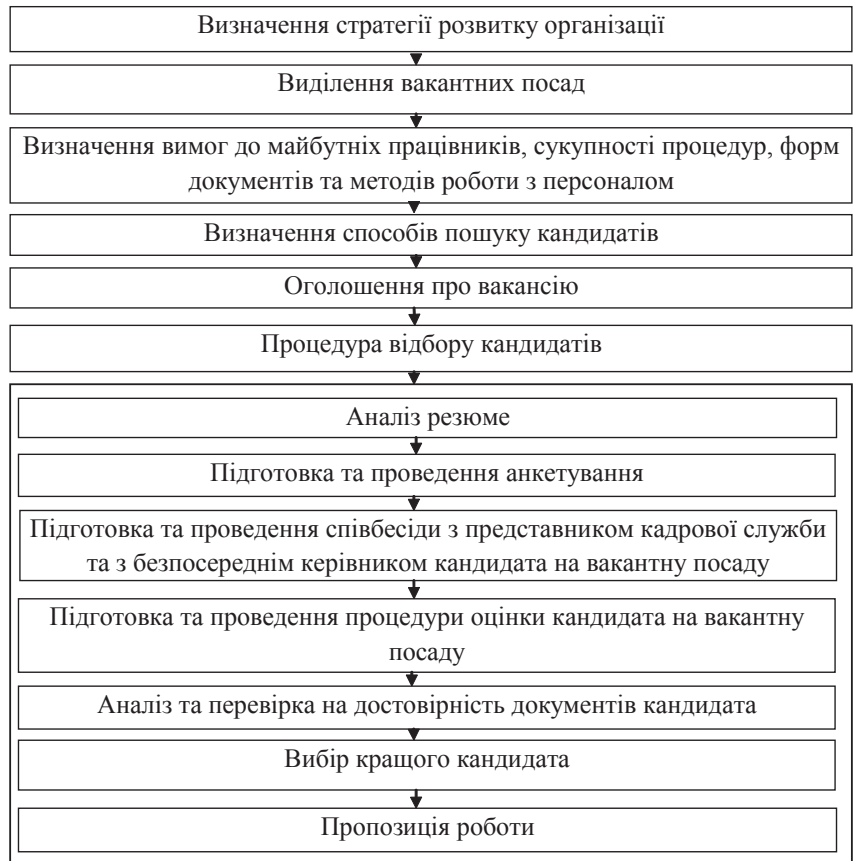 Визначення стратегії розвитку організації
Виділення вакантних посад
Визначення вимог до майбутніх працівників, сукупності процедур, форм
документів та методів роботи з персоналом
Визначення способів пошуку кандидатів
Оголошення про вакансію
Процедура відбору кандидатів
Аналіз резюме
Підготовка та проведення анкетування
Підготовка та проведення співбесіди з представником кадрової служби
та з безпосереднім керівником кандидата на вакантну посаду
Підготовка та проведення процедури оцінки кандидата на вакантну
посаду
Аналіз та перевірка на достовірність документів кандидата
Вибір кращого кандидата
Пропозиція роботи